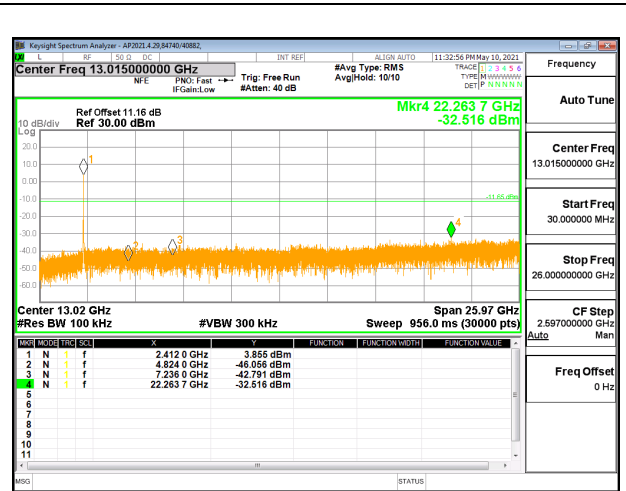 Keysight Spectrum Analyzer - AP2021.4.29,84740/40882,
L RF 50 Ω DC INT REF ALIGN AUTO 11:32:56 PM May 10, 2021
Center Freq 13.015000000 GHz
NFE PNO: Fast IFGain:Low
Trig: Free Run
#Atten: 40 dB
#Avg Type: RMS
Avg|Hold: 10/10
TRACE 1 2 3 4 5 6
TYPE M W W W W W
DET P N N N N N
Ref Offset 11.16 dB
Ref 30.00 dBm
10 dB/div
Log
Mkr4 22.263 7 GHz
-32.516 dBm
20.0
10.0
0.00
-10.0
-20.0
-30.0
-40.0
-50.0
-60.0
1
2
3
4
-11.65 dBm
Center 13.02 GHz
Span 25.97 GHz
#Res BW 100 kHz
#VBW 300 kHz
Sweep 956.0 ms (30000 pts)
MKR MODE TRC SCL X Y FUNCTION FUNCTION WIDTH FUNCTION VALUE
1 N 1 f 2.412 0 GHz 3.855 dBm
2 N 1 f 4.824 0 GHz -46.056 dBm
3 N 1 f 7.236 0 GHz -42.791 dBm
4 N 1 f 22.263 7 GHz -32.516 dBm
5
6
7
8
9
10
11
MSG
STATUS
Frequency
Auto Tune
Center Freq
13.015000000 GHz
Start Freq
30.000000 MHz
Stop Freq
26.000000000 GHz
CF Step
2.597000000 GHz
Auto Man
Freq Offset
0 Hz